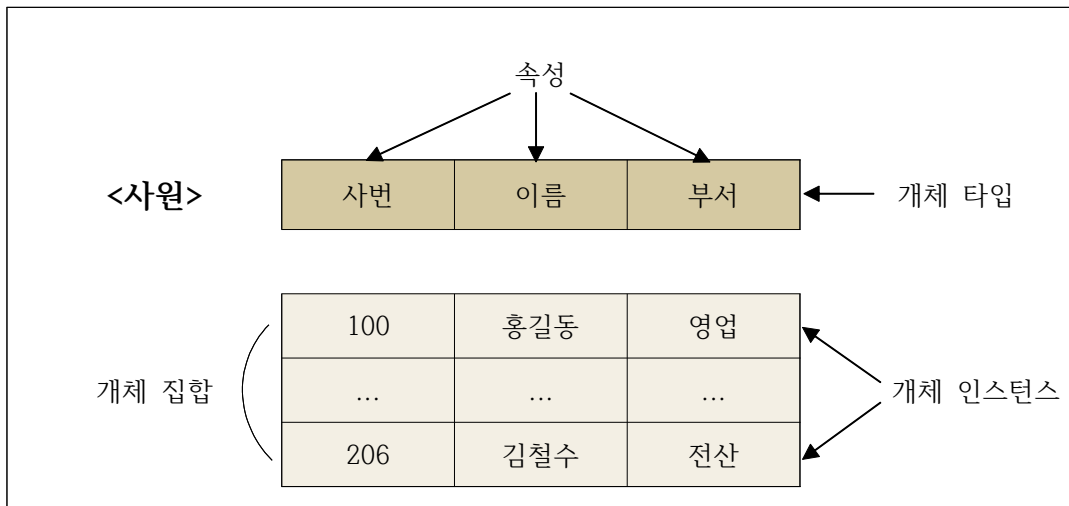 속성
<사원> 사번 이름 부서 개체 타입
100 홍길동 영업
개체 집합 ... ... ... 개체 인스턴스
206 김철수 전산